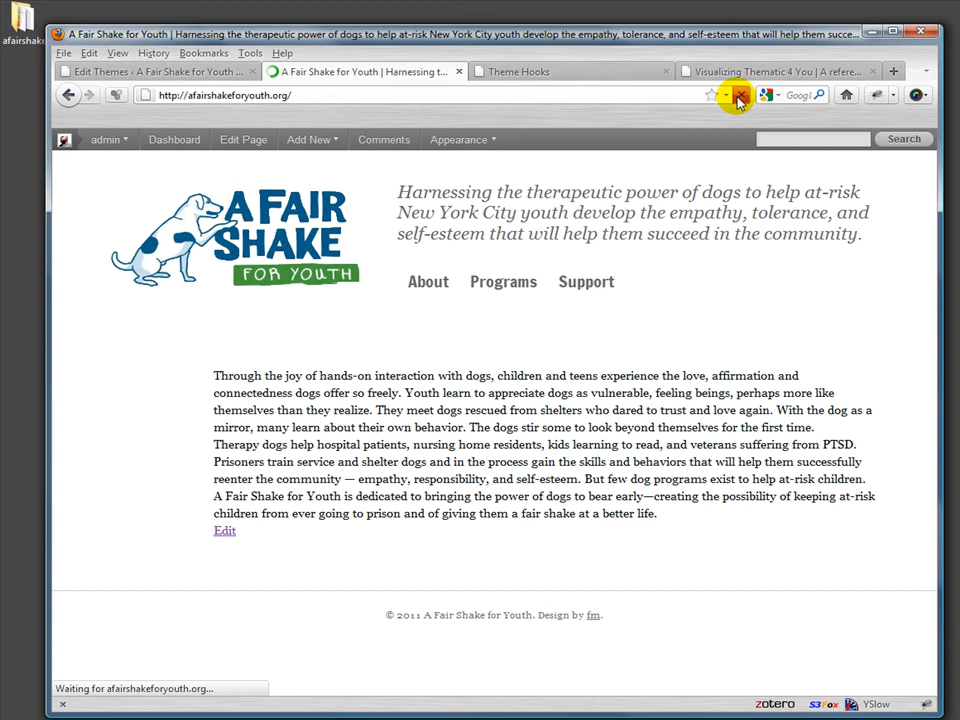 afairshake
A Fair Shake for Youth | Harnessing the therapeutic power of dogs to help at-risk New York City youth develop the empathy, tolerance, and self-esteem that will help them succe...
File Edit View History Bookmarks Tools Help
Edit Themes ‹ A Fair Shake for Youth ... × A Fair Shake for Youth | Harnessing t... × Theme Hooks × Visualizing Thematic 4 You | A refere... × +
http://afairshakeforyouth.org/ Googl
admin Dashboard Edit Page Add New Comments Appearance Search
A FAIR
SHAKE
FOR YOUTH
Harnessing the therapeutic power of dogs to help at-risk
New York City youth develop the empathy, tolerance, and
self-esteem that will help them succeed in the community.
About Programs Support
Through the joy of hands-on interaction with dogs, children and teens experience the love, affirmation and
connectedness dogs offer so freely. Youth learn to appreciate dogs as vulnerable, feeling beings, perhaps more like
themselves than they realize. They meet dogs rescued from shelters who dared to trust and love again. With the dog as a
mirror, many learn about their own behavior. The dogs stir some to look beyond themselves for the first time.
Therapy dogs help hospital patients, nursing home residents, kids learning to read, and veterans suffering from PTSD.
Prisoners train service and shelter dogs and in the process gain the skills and behaviors that will help them successfully
reenter the community — empathy, responsibility, and self-esteem. But few dog programs exist to help at-risk children.
A Fair Shake for Youth is dedicated to bringing the power of dogs to bear early—creating the possibility of keeping at-risk
children from ever going to prison and of giving them a fair shake at a better life.
Edit
© 2011 A Fair Shake for Youth. Design by fm.
Waiting for afairshakeforyouth.org...
× zotero S3Fox YSlow